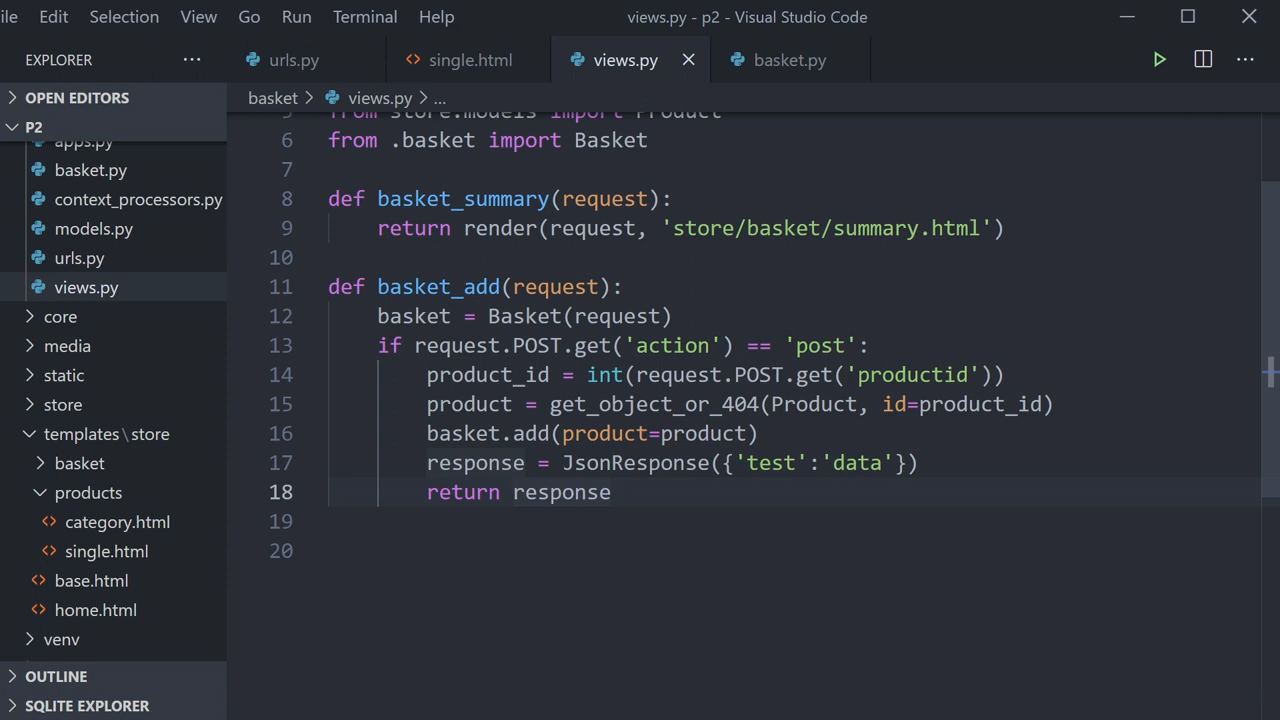 ile Edit Selection View Go Run Terminal Help views.py - p2 - Visual Studio Code
EXPLORER
urls.py single.html views.py basket.py
OPEN EDITORS
P2
apps.py
basket.py
context_processors.py
models.py
urls.py
views.py
core
media
static
store
templates\store
basket
products
category.html
single.html
base.html
home.html
venv
OUTLINE
SQLITE EXPLORER
basket > views.py > ...
5 from store.models import Product
6 from .basket import Basket
7
8 def basket_summary(request):
9     return render(request, 'store/basket/summary.html')
10
11 def basket_add(request):
12     basket = Basket(request)
13     if request.POST.get('action') == 'post':
14         product_id = int(request.POST.get('productid'))
15         product = get_object_or_404(Product, id=product_id)
16         basket.add(product=product)
17         response = JsonResponse({'test':'data'})
18         return response
19
20